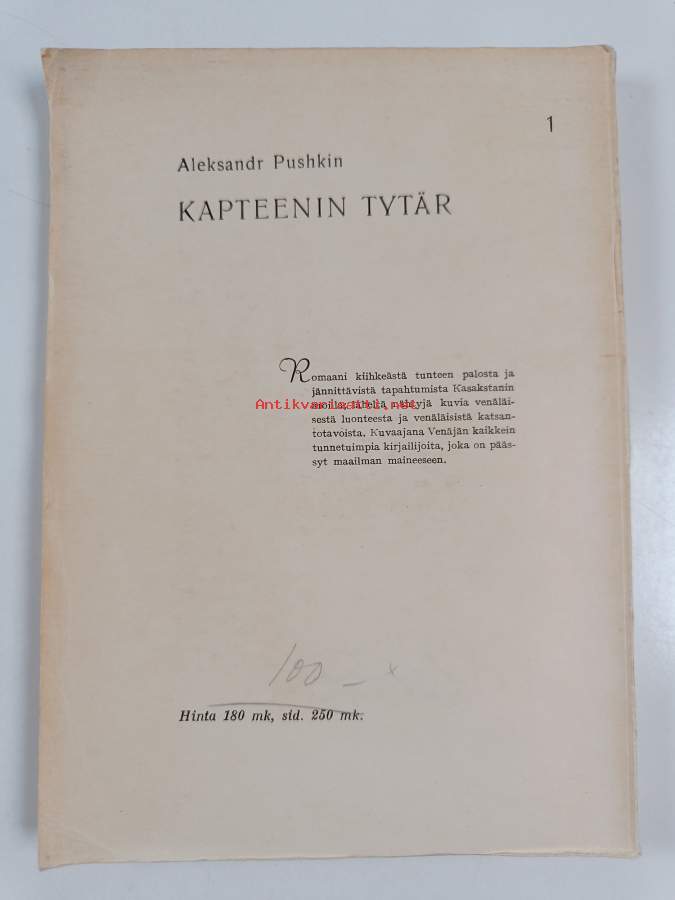 1
Aleksandr Pushkin
KAPTEENIN TYTÄR
Romaani kiihkeästä tunteen palosta ja
jännittävistä tapahtumista Kasakstanin
Antikvariaatti.net
nähtyjä kuvia venäläi-
sestä luonteesta ja venäläisistä katsan-
totavoista. Kuvaajana Venäjän kaikkein
tunnetuimpia kirjailijoita, joka on pääs-
syt maailman maineeseen.
100 – x
Hinta 180 mk, sid. 250 mk.